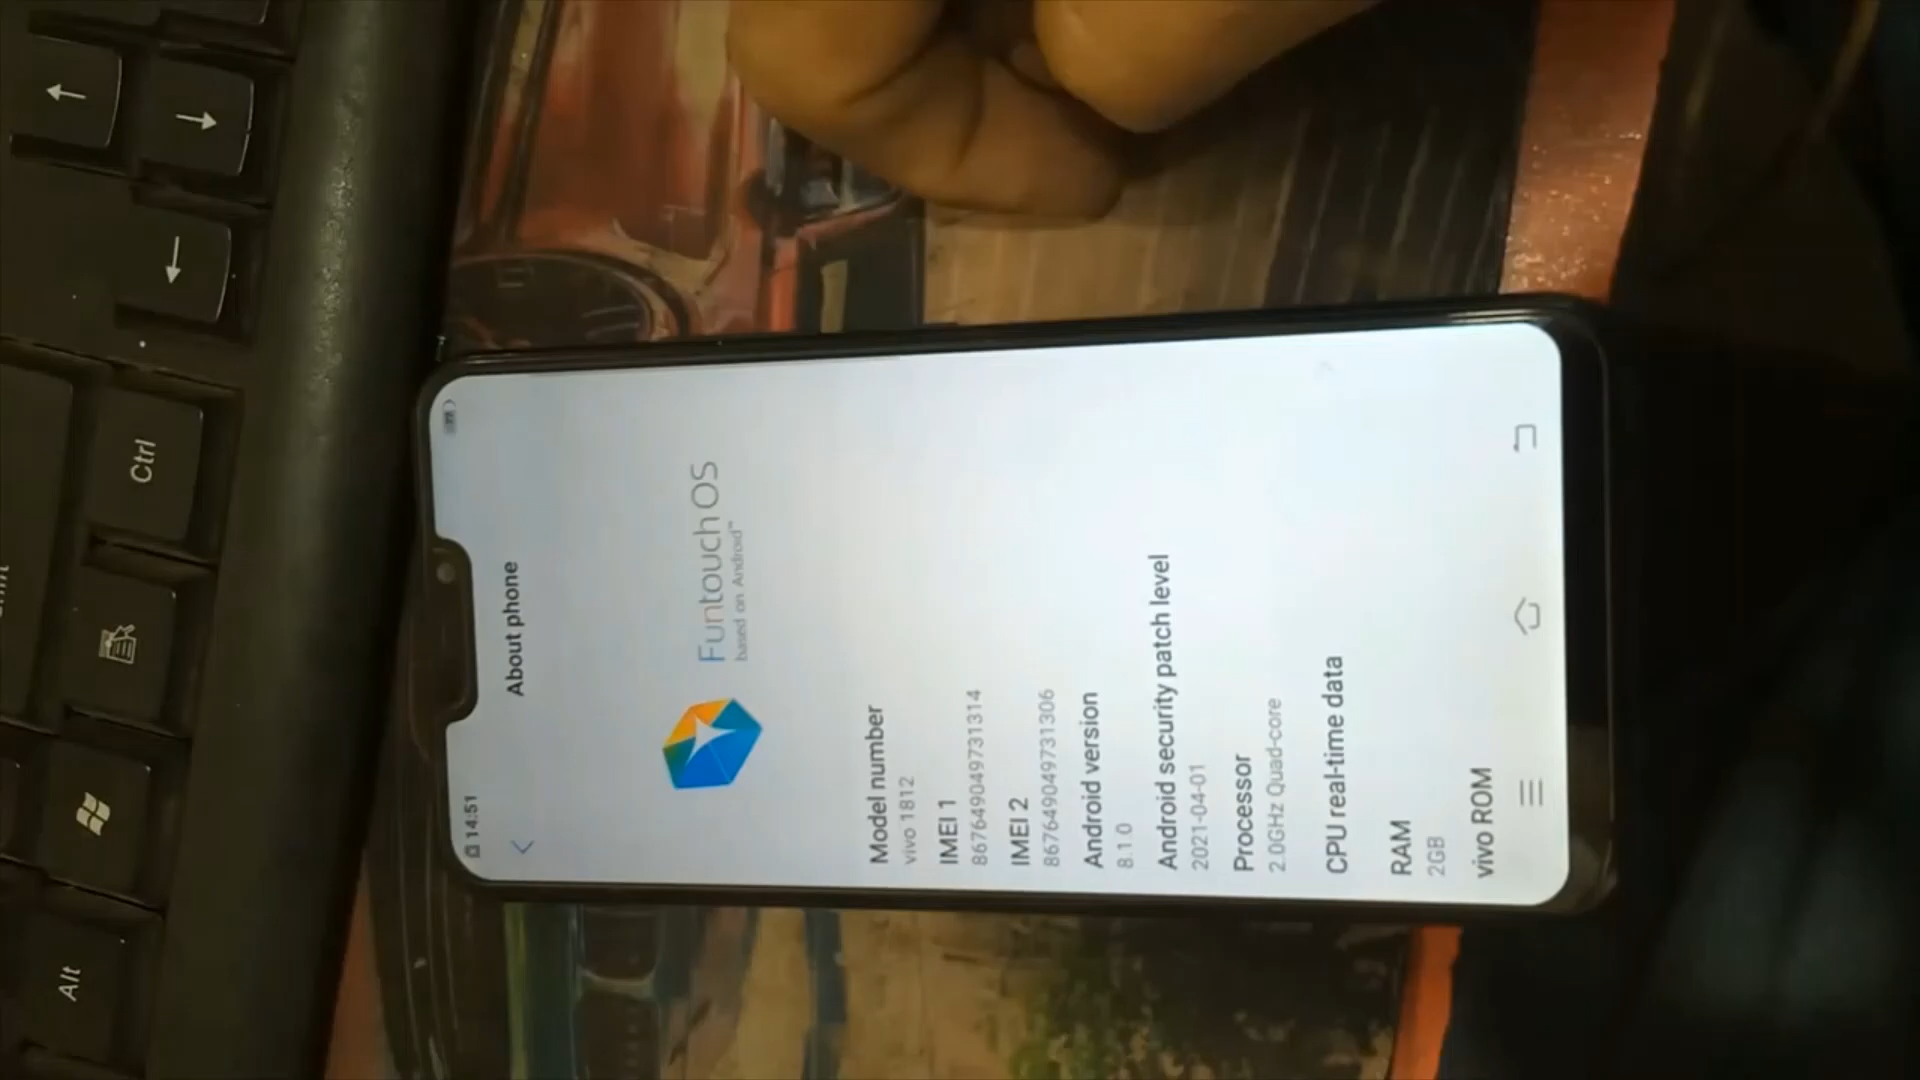 14:51
About phone
Funtouch OS
based on Android™
Model number
vivo 1812
IMEI 1
867649049731314
IMEI 2
867649049731306
Android version
8.1.0
Android security patch level
2021-04-01
Processor
2.0GHz Quad-core
CPU real-time data
RAM
2GB
vivo ROM
Ctrl
Alt